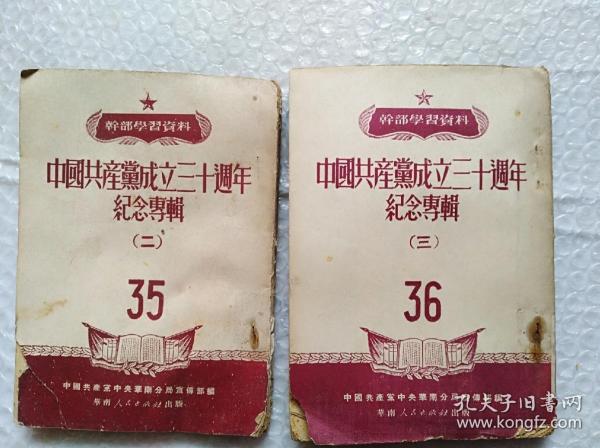 幹部學習資料
中國共産黨成立三十週年
紀念專輯
(二)
35
中國共産黨中央華南分局宣傳部編
華南人民出版社出版
幹部學習資料
中國共産黨成立三十週年
紀念專輯
(三)
36
中國共産黨中央華南分局宣傳部編
華南人民出版社出版
孔夫子旧书网
kongfz.com